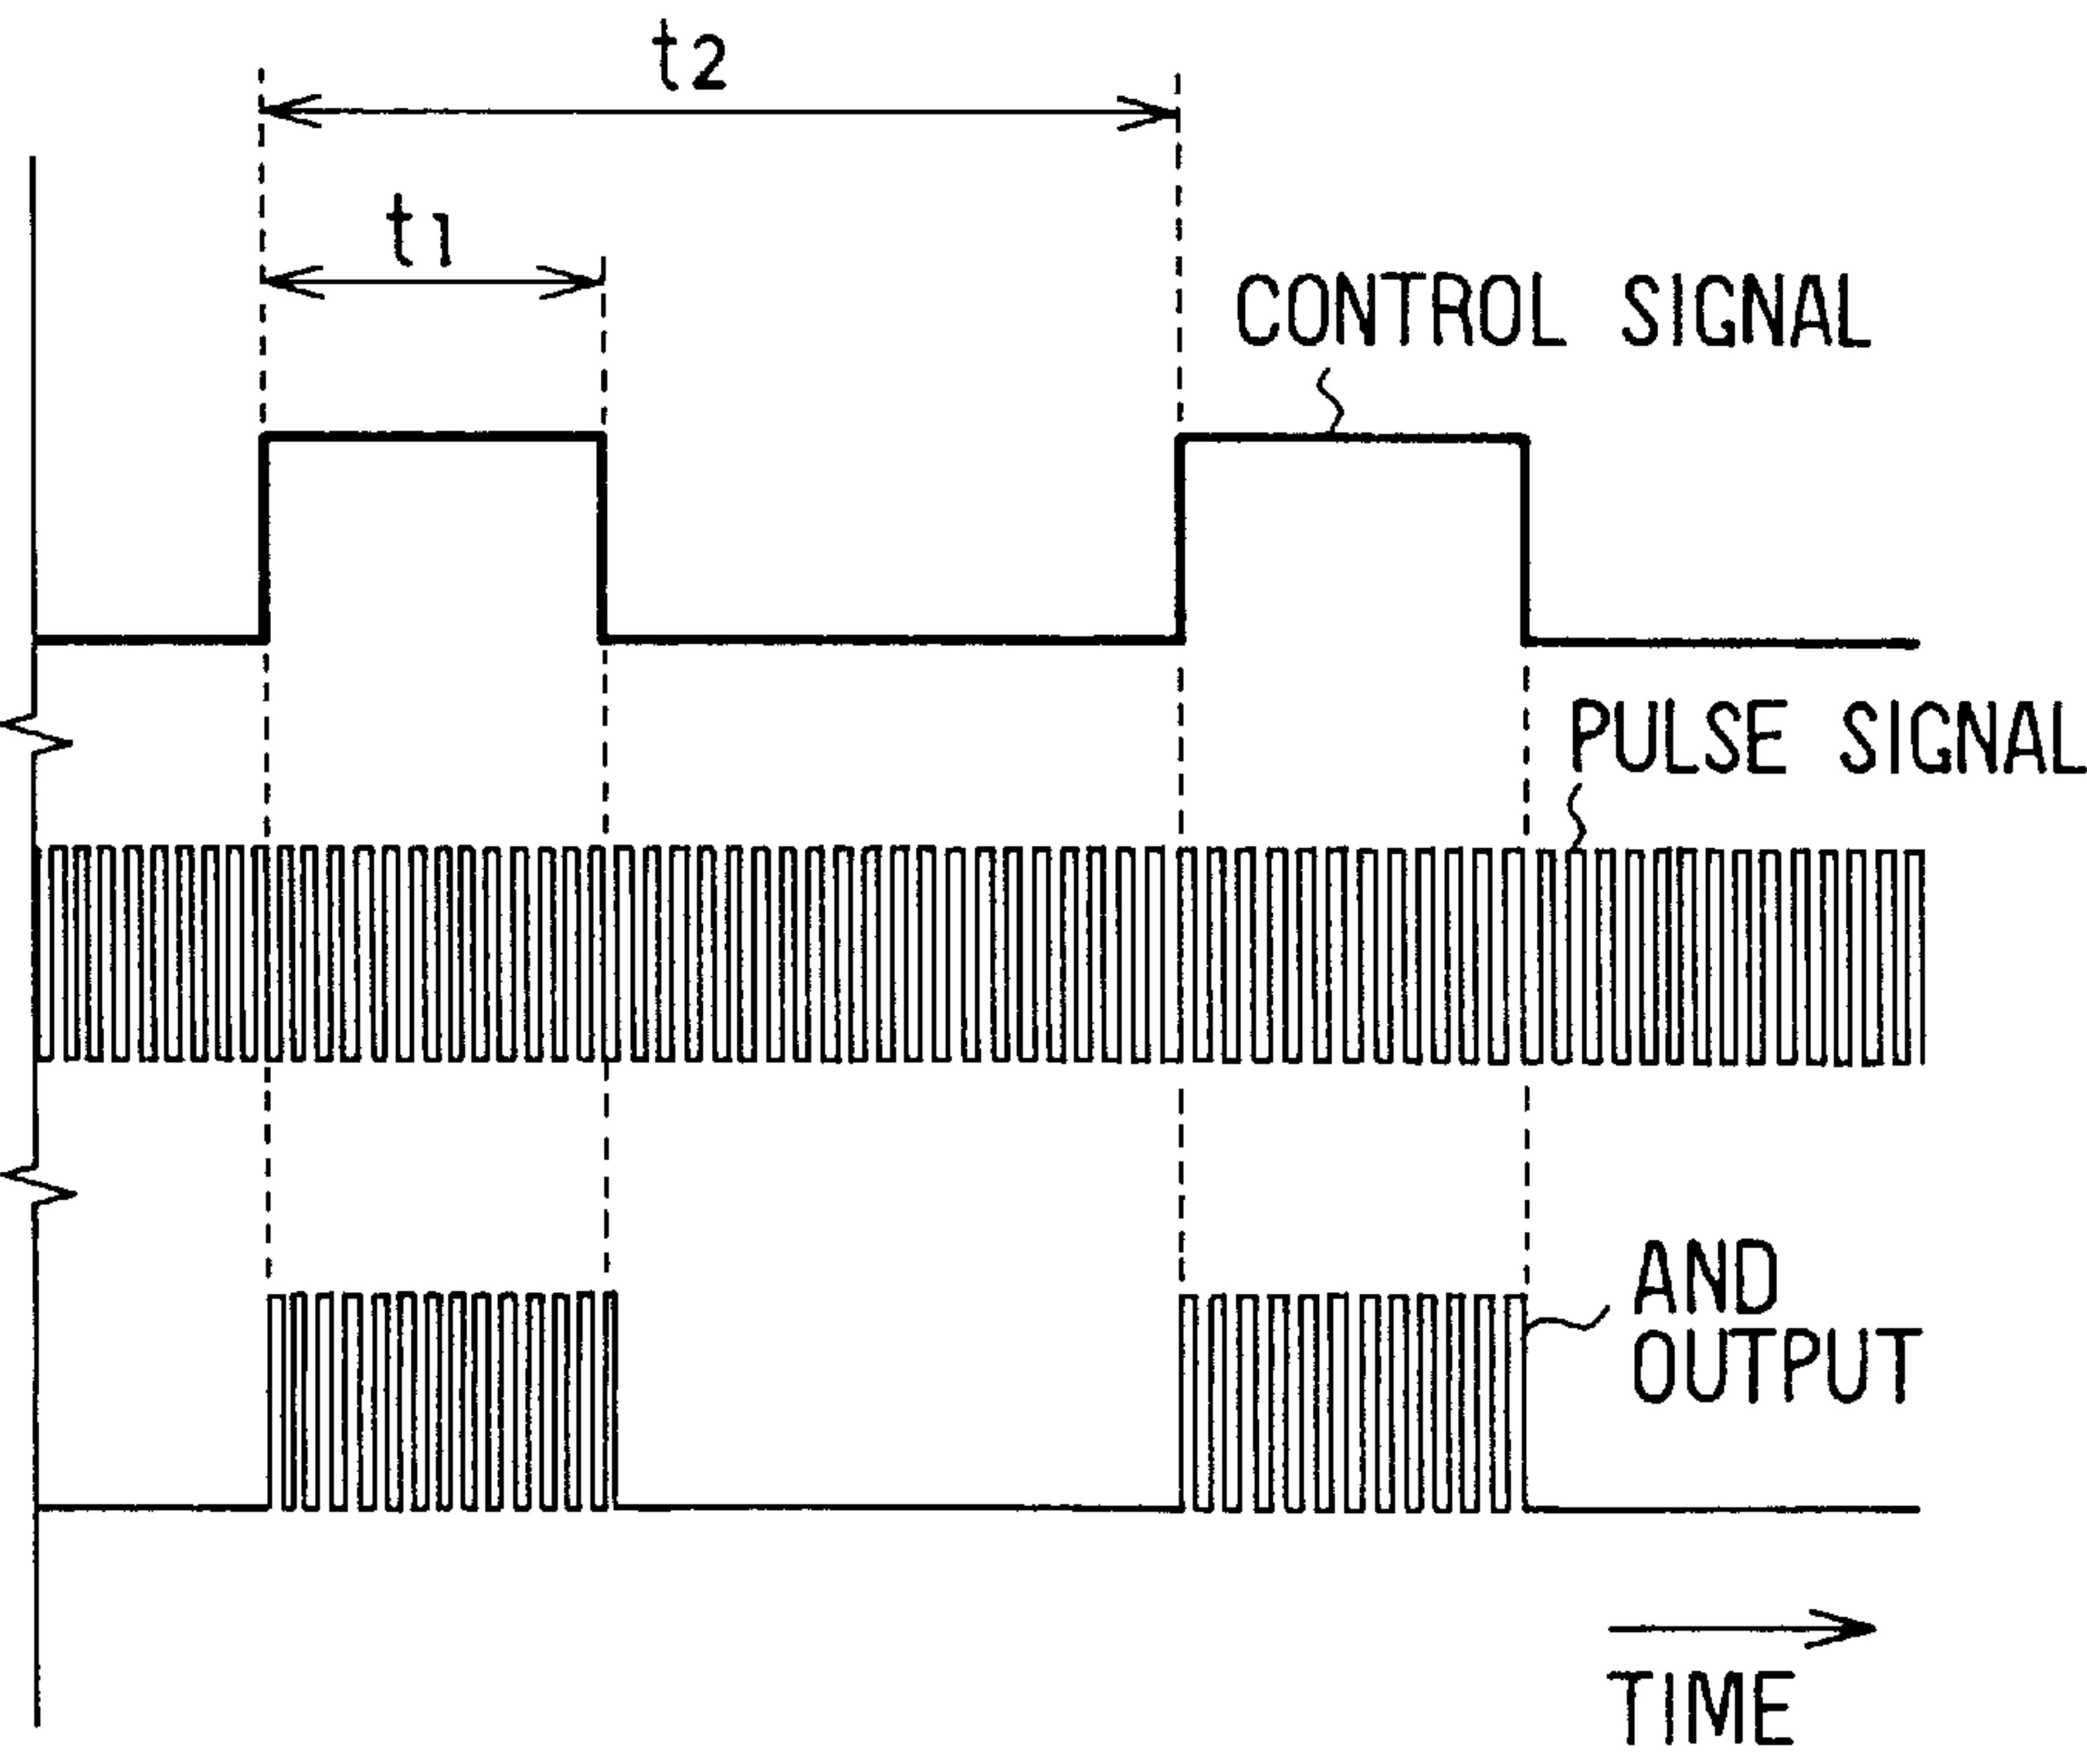 t2
t1
CONTROL SIGNAL
PULSE SIGNAL
AND
OUTPUT
TIME